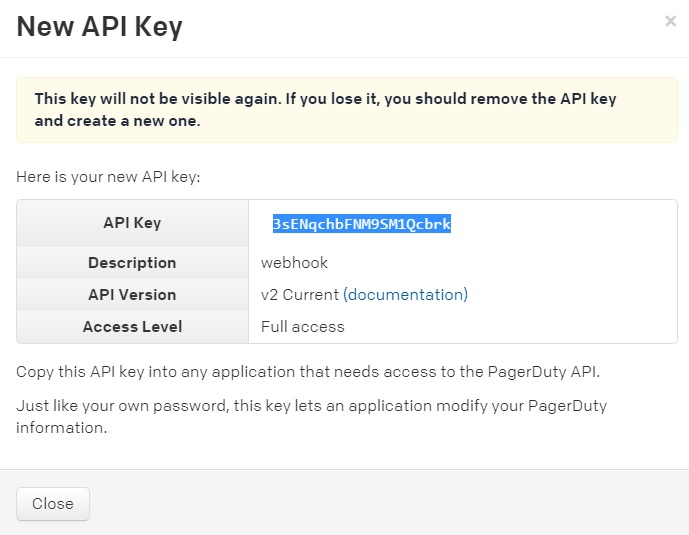 New API Key
×
This key will not be visible again. If you lose it, you should remove the API key
and create a new one.
Here is your new API key:
API Key 3sENqchbFNM9SM1Qcbrk
Description webhook
API Version v2 Current (documentation)
Access Level Full access
Copy this API key into any application that needs access to the PagerDuty API.
Just like your own password, this key lets an application modify your PagerDuty
information.
Close